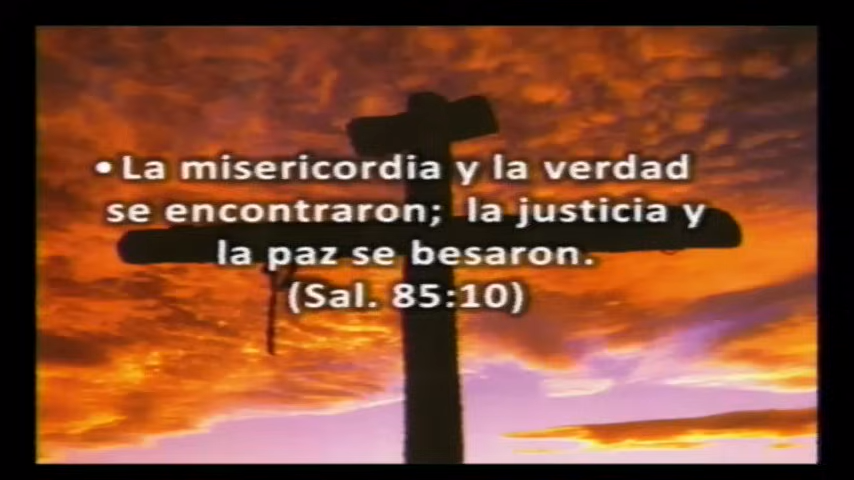 • La misericordia y la verdad
se encontraron; la justicia y
la paz se besaron.
(Sal. 85:10)